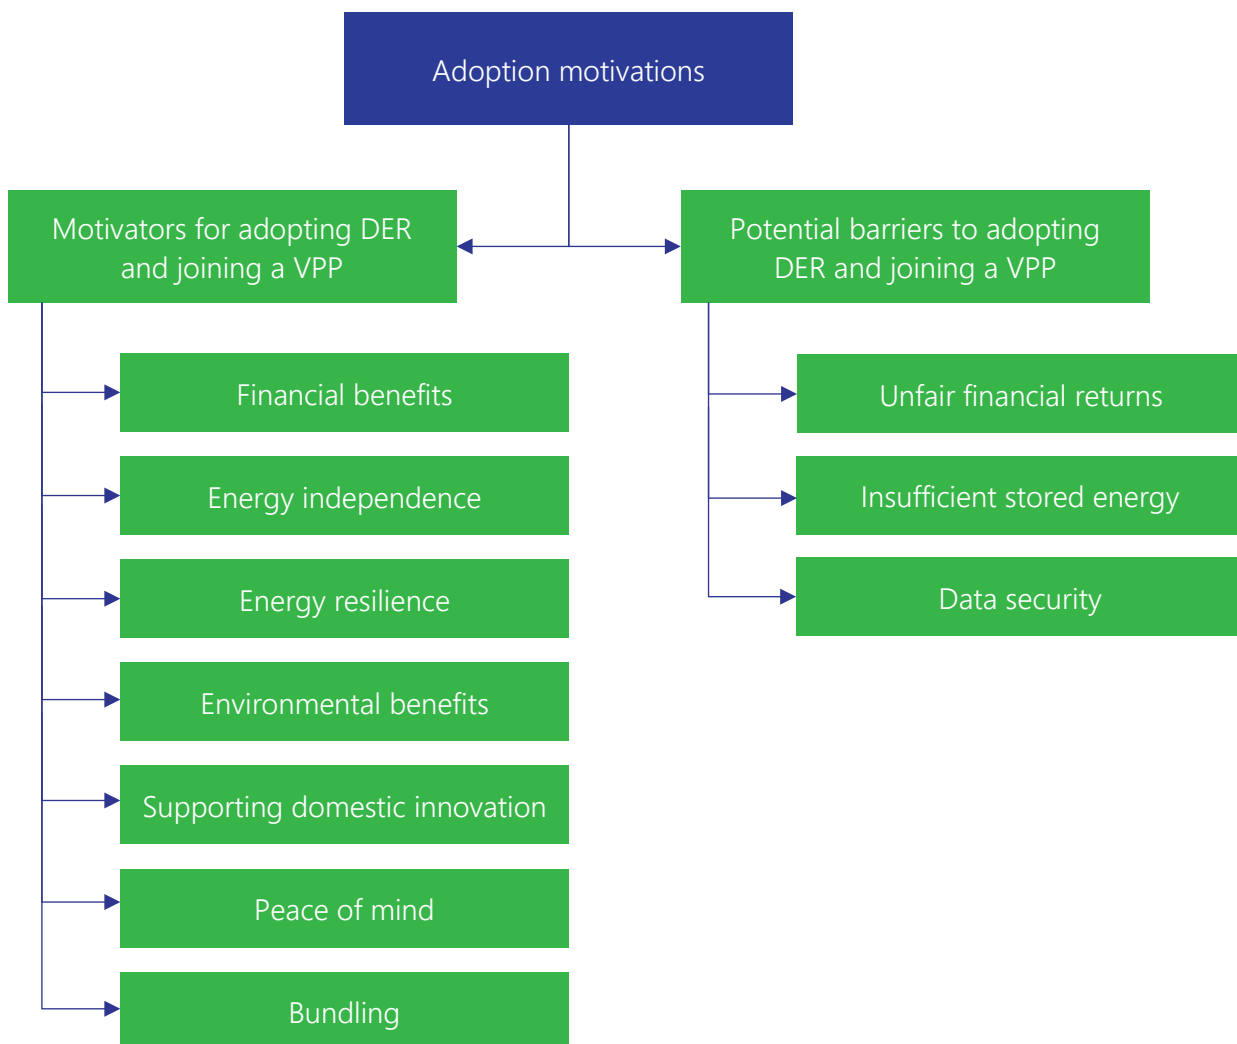 Adoption motivations
Motivators for adopting DER
and joining a VPP
Financial benefits
Energy independence
Energy resilience
Environmental benefits
Supporting domestic innovation
Peace of mind
Bundling
Potential barriers to adopting
DER and joining a VPP
Unfair financial returns
Insufficient stored energy
Data security